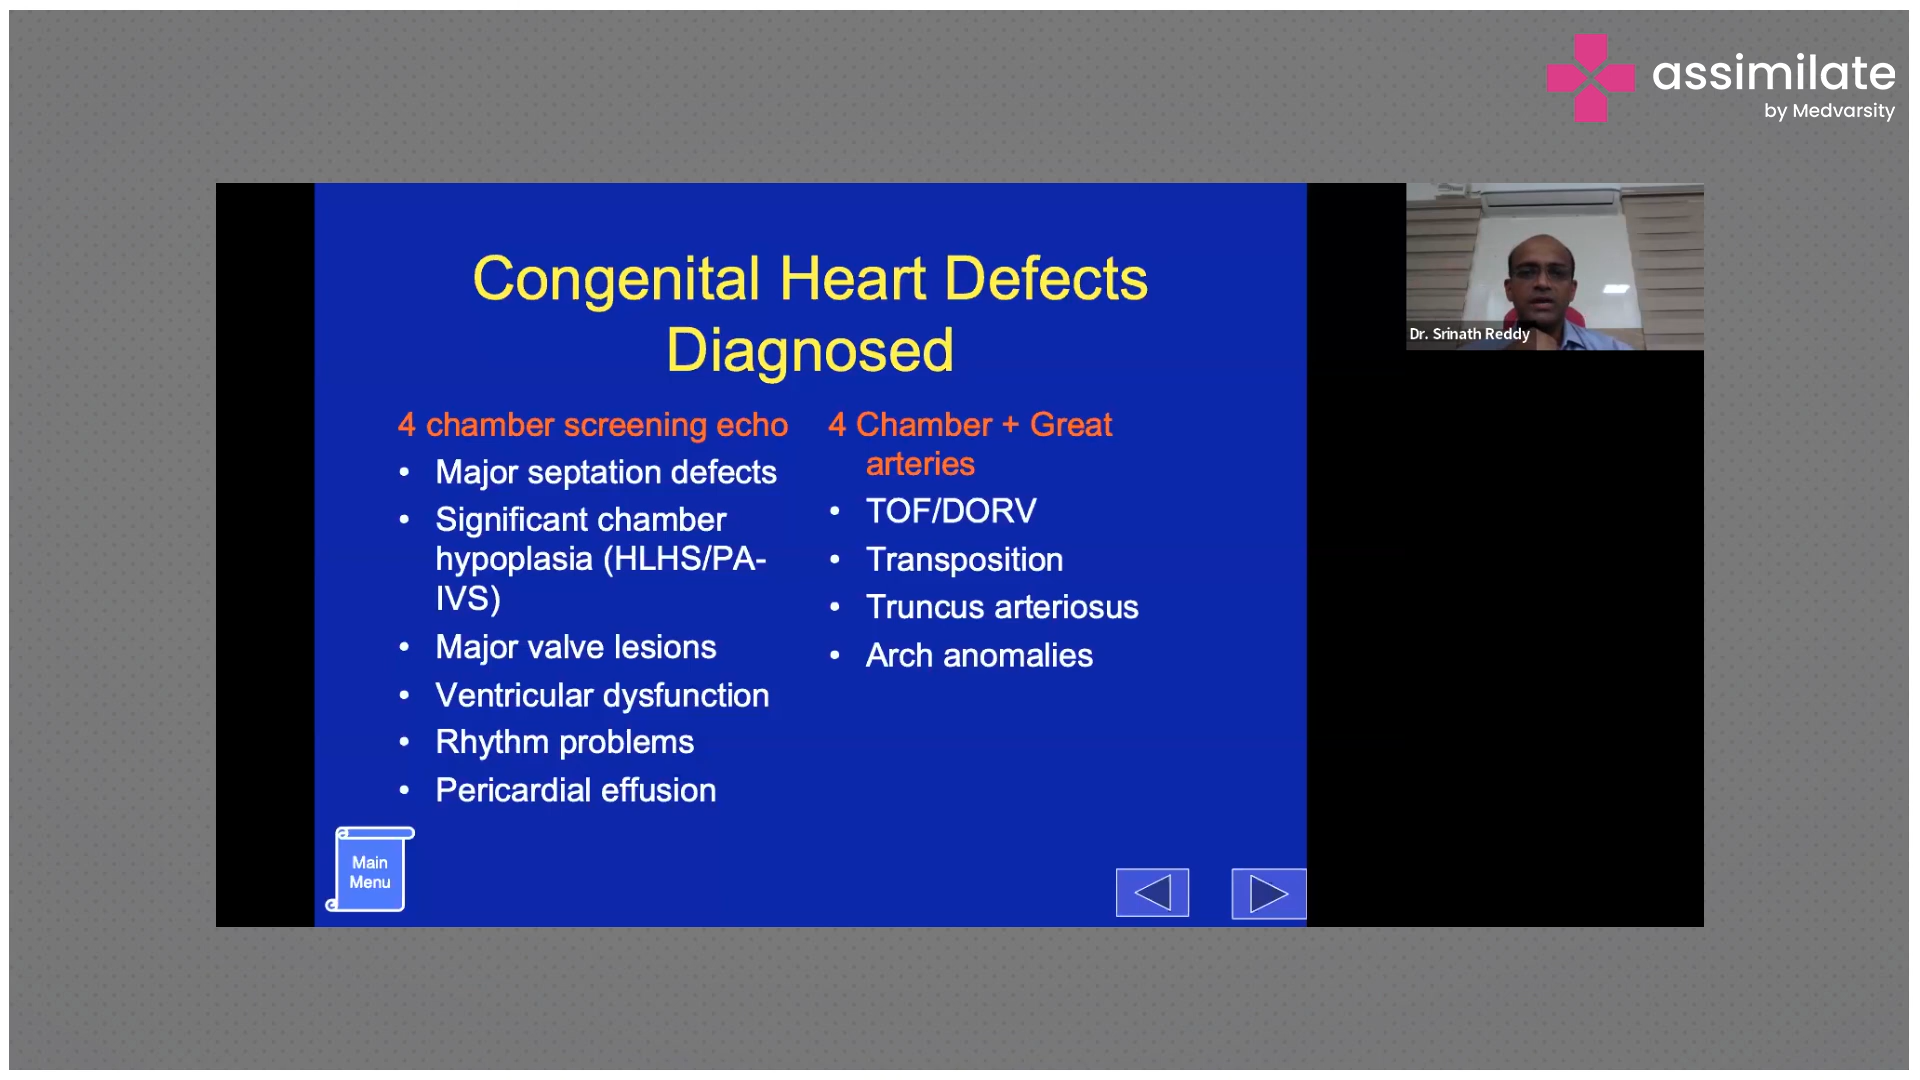 assimilate
by Medvarsity
Congenital Heart Defects
Diagnosed
4 chamber screening echo
• Major septation defects
• Significant chamber
hypoplasia (HLHS/PA-
IVS)
• Major valve lesions
• Ventricular dysfunction
• Rhythm problems
• Pericardial effusion
4 Chamber + Great
arteries
• TOF/DORV
• Transposition
• Truncus arteriosus
• Arch anomalies
Main
Menu
Dr. Srinath Reddy